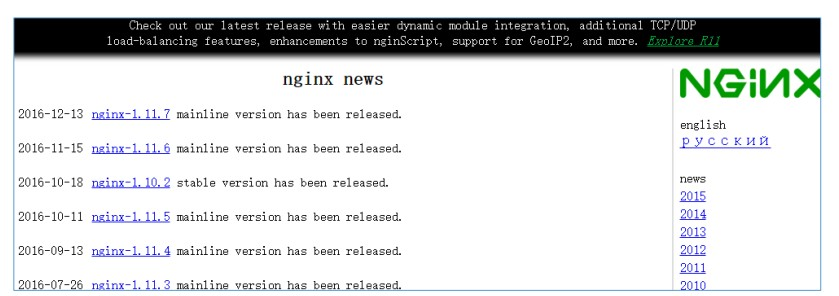 Check out our latest release with easier dynamic module integration, additional TCP/UDP
load-balancing features, enhancements to nginScript, support for GeoIP2, and more. Explore R11
nginx news
2016-12-13 nginx-1.11.7 mainline version has been released.
2016-11-15 nginx-1.11.6 mainline version has been released.
2016-10-18 nginx-1.10.2 stable version has been released.
2016-10-11 nginx-1.11.5 mainline version has been released.
2016-09-13 nginx-1.11.4 mainline version has been released.
2016-07-26 nginx-1.11.3 mainline version has been released.
NGiNX
english
русский
news
2015
2014
2013
2012
2011
2010